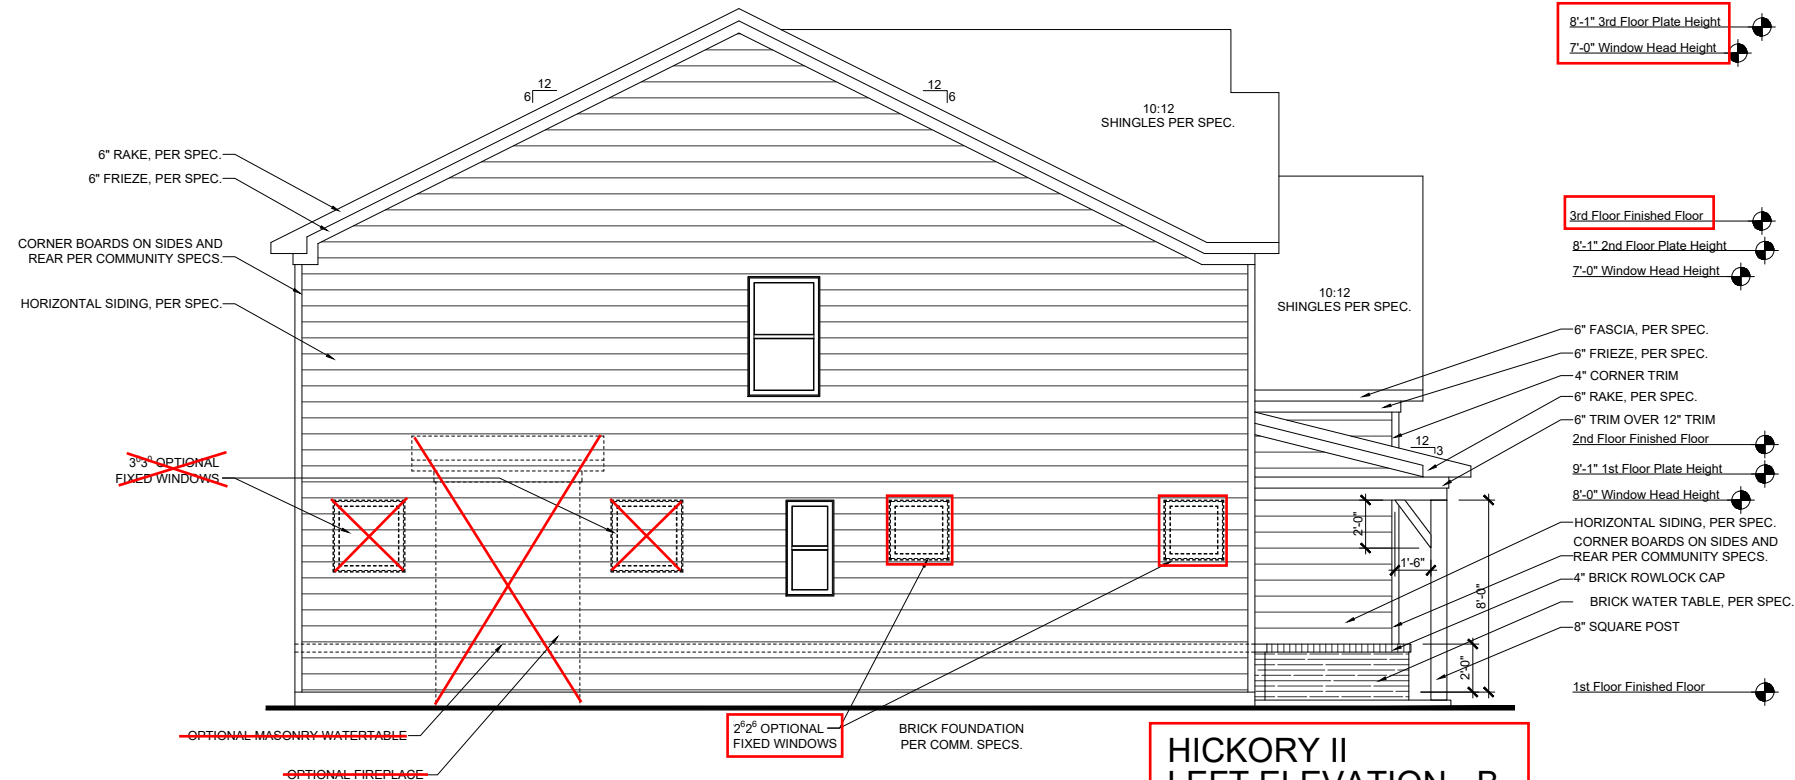 8'-1" 3rd Floor Plate Height
7'-0" Window Head Height
12
6
12
6
10:12
SHINGLES PER SPEC.
6" RAKE, PER SPEC.
6" FRIEZE, PER SPEC.
CORNER BOARDS ON SIDES AND
REAR PER COMMUNITY SPECS.
HORIZONTAL SIDING, PER SPEC.
3rd Floor Finished Floor
8'-1" 2nd Floor Plate Height
7'-0" Window Head Height
10:12
SHINGLES PER SPEC.
6" FASCIA, PER SPEC.
6" FRIEZE, PER SPEC.
4" CORNER TRIM
6" RAKE, PER SPEC.
6" TRIM OVER 12" TRIM
12
3
2nd Floor Finished Floor
9'-1" 1st Floor Plate Height
8'-0" Window Head Height
3⁰3⁰ OPTIONAL
FIXED WINDOWS
2'-0"
1'-6"
8'-0"
2'-0"
HORIZONTAL SIDING, PER SPEC.
CORNER BOARDS ON SIDES AND
REAR PER COMMUNITY SPECS.
4" BRICK ROWLOCK CAP
BRICK WATER TABLE, PER SPEC.
8" SQUARE POST
1st Floor Finished Floor
OPTIONAL MASONRY WATERTABLE
OPTIONAL FIREPLACE
2⁶2⁶ OPTIONAL
FIXED WINDOWS
BRICK FOUNDATION
PER COMM. SPECS.
HICKORY II
LEFT ELEVATION - B